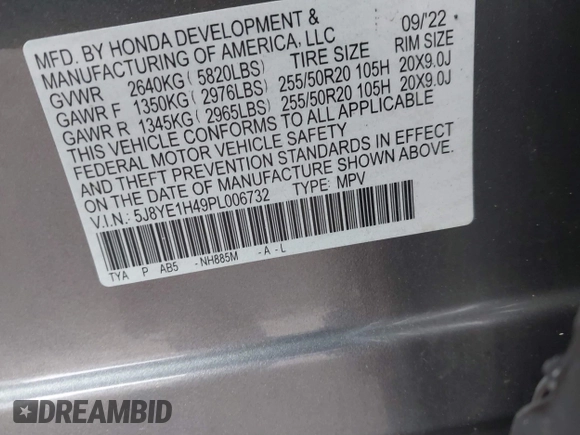 MFD. BY HONDA DEVELOPMENT & 09/'22
MANUFACTURING OF AMERICA, LLC
GVWR 2640KG ( 5820LBS) TIRE SIZE RIM SIZE
GAWR F 1350KG ( 2976LBS) 255/50R20 105H 20X9.0J
GAWR R 1345KG ( 2965LBS) 255/50R20 105H 20X9.0J
THIS VEHICLE CONFORMS TO ALL APPLICABLE
FEDERAL MOTOR VEHICLE SAFETY
AND THEFT PREVENTION STANDARDS IN EFFECT
ON THE DATE OF MANUFACTURE SHOWN ABOVE.
V.I.N.: 5J8YE1H49PL006732 TYPE: MPV
TYA P AB5 -NH885M -A -L
DREAMBID